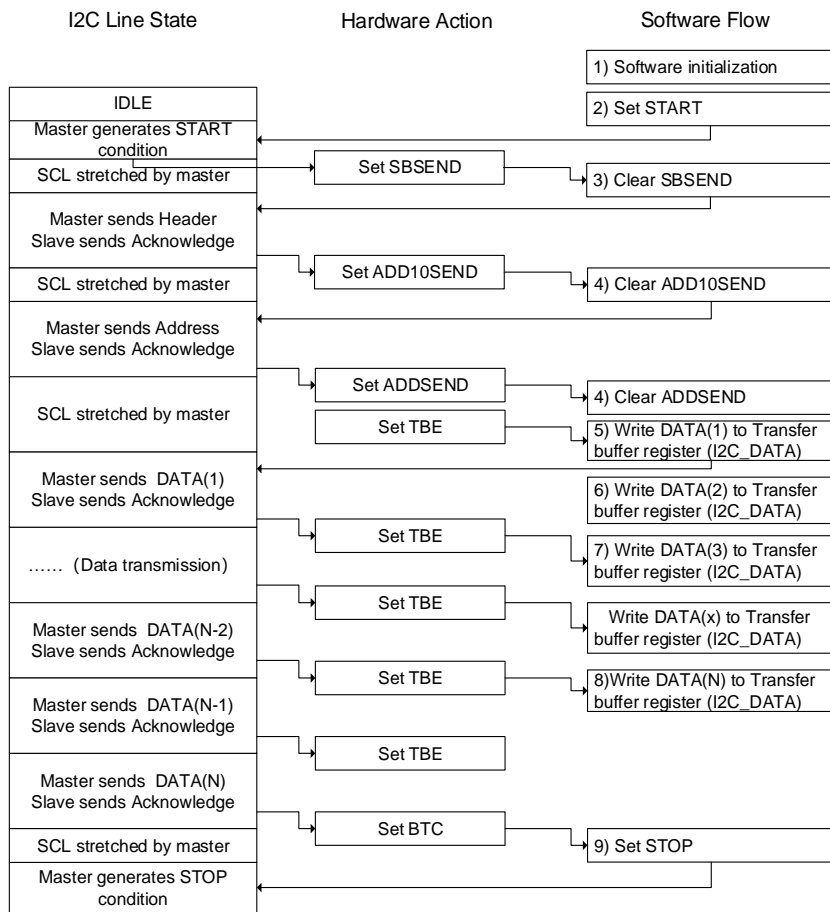 I2C Line State
Hardware Action
Software Flow
1) Software initialization
IDLE
2) Set START
Master generates START
condition
SCL stretched by master
Set SBSEND
3) Clear SBSEND
Master sends Header
Slave sends Acknowledge
Set ADD10SEND
SCL stretched by master
4) Clear ADD10SEND
Master sends Address
Slave sends Acknowledge
Set ADDSEND
4) Clear ADDSEND
SCL stretched by master
Set TBE
5) Write DATA(1) to Transfer
buffer register (I2C_DATA)
Master sends DATA(1)
Slave sends Acknowledge
6) Write DATA(2) to Transfer
buffer register (I2C_DATA)
Set TBE
7) Write DATA(3) to Transfer
buffer register (I2C_DATA)
...... (Data transmission)
Set TBE
Write DATA(x) to Transfer
buffer register (I2C_DATA)
Master sends DATA(N-2)
Slave sends Acknowledge
Set TBE
8)Write DATA(N) to Transfer
buffer register (I2C_DATA)
Master sends DATA(N-1)
Slave sends Acknowledge
Set TBE
Master sends DATA(N)
Slave sends Acknowledge
Set BTC
SCL stretched by master
9) Set STOP
Master generates STOP
condition